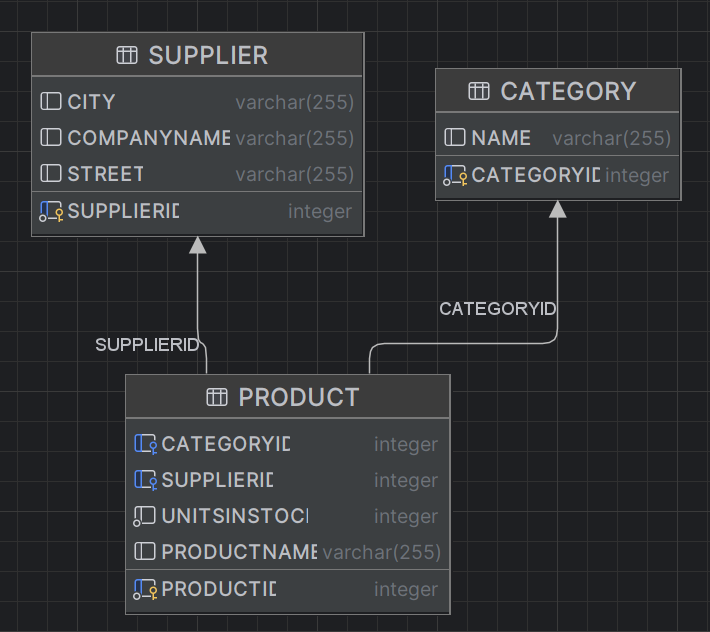 SUPPLIER
CITY varchar(255)
COMPANYNAME varchar(255)
STREET varchar(255)
SUPPLIERID integer
CATEGORY
NAME varchar(255)
CATEGORYID integer
CATEGORYID
SUPPLIERID
PRODUCT
CATEGORYID integer
SUPPLIERID integer
UNITSINSTOC integer
PRODUCTNAME varchar(255)
PRODUCTID integer